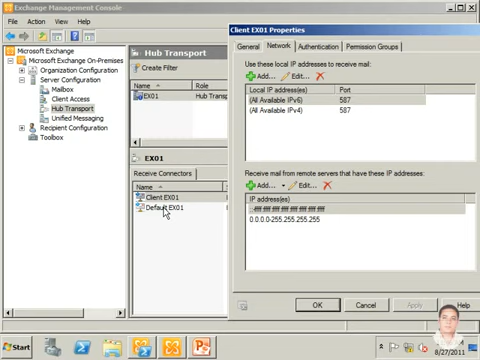 Exchange Management Console
File Action View Help
Microsoft Exchange
Microsoft Exchange On-Premises
Organization Configuration
Server Configuration
Mailbox
Client Access
Hub Transport
Unified Messaging
Recipient Configuration
Toolbox
Hub Transport
Create Filter
Name Role
EX01 Hub Transpor
EX01
Receive Connectors
Name
Client EX01
Default EX01
Client EX01 Properties
General Network Authentication Permission Groups
Use these local IP addresses to receive mail:
Add... Edit...
Local IP address(es) Port
(All Available IPv6) 587
(All Available IPv4) 587
Receive mail from remote servers that have these IP addresses:
Add... Edit...
IP address(es)
0.0.0.0-255.255.255.255
OK Cancel Apply Help
Start
8/27/2011